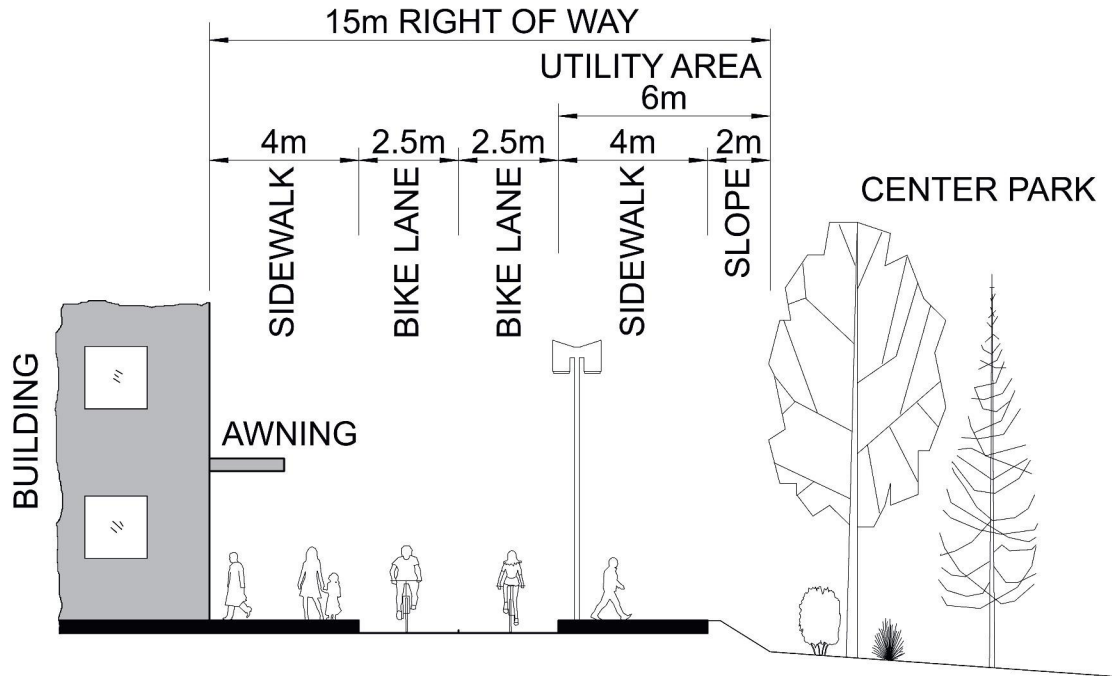 15m RIGHT OF WAY
UTILITY AREA
6m
4m
2.5m
2.5m
4m
2m
SIDEWALK
BIKE LANE
BIKE LANE
SIDEWALK
SLOPE
CENTER PARK
BUILDING
AWNING